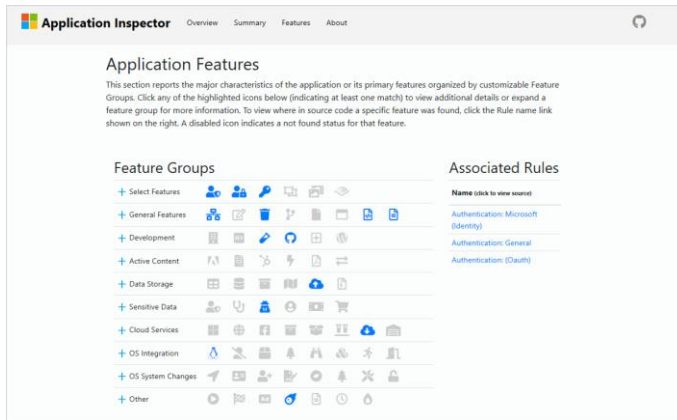 Application Inspector Overview Summary Features About
Application Features
This section reports the major characteristics of the application or its primary features organized by customizable Feature
Groups. Click any of the highlighted icons below (indicating at least one match) to view additional details or expand a
feature group for more information. To view where in source code a specific feature was found, click the Rule name link
shown on the right. A disabled icon indicates a not found status for that feature.
Feature Groups
Associated Rules
+ Select Features
Name (click to view source)
+ General Features
Authentication: Microsoft
(Identity)
+ Development
Authentication: General
+ Active Content
Authentication: (Oauth)
+ Data Storage
+ Sensitive Data
+ Cloud Services
+ OS Integration
+ OS System Changes
+ Other